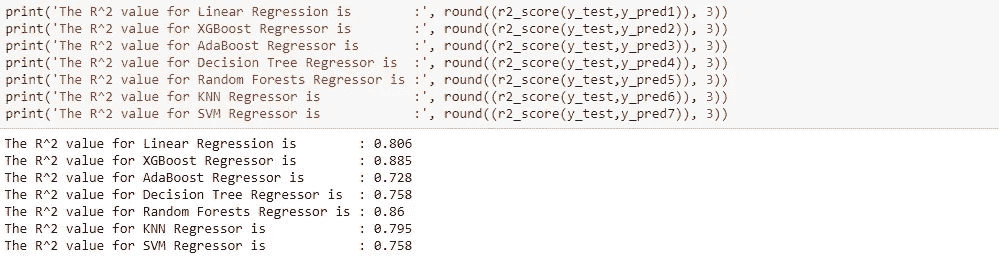 print('The R^2 value for Linear Regression is        :', round((r2_score(y_test,y_pred1)), 3))
print('The R^2 value for XGBoost Regressor is        :', round((r2_score(y_test,y_pred2)), 3))
print('The R^2 value for AdaBoost Regressor is       :', round((r2_score(y_test,y_pred3)), 3))
print('The R^2 value for Decision Tree Regressor is  :', round((r2_score(y_test,y_pred4)), 3))
print('The R^2 value for Random Forests Regressor is :', round((r2_score(y_test,y_pred5)), 3))
print('The R^2 value for KNN Regressor is            :', round((r2_score(y_test,y_pred6)), 3))
print('The R^2 value for SVM Regressor is            :', round((r2_score(y_test,y_pred7)), 3))
The R^2 value for Linear Regression is        : 0.806
The R^2 value for XGBoost Regressor is        : 0.885
The R^2 value for AdaBoost Regressor is       : 0.728
The R^2 value for Decision Tree Regressor is  : 0.758
The R^2 value for Random Forests Regressor is : 0.86
The R^2 value for KNN Regressor is            : 0.795
The R^2 value for SVM Regressor is            : 0.758